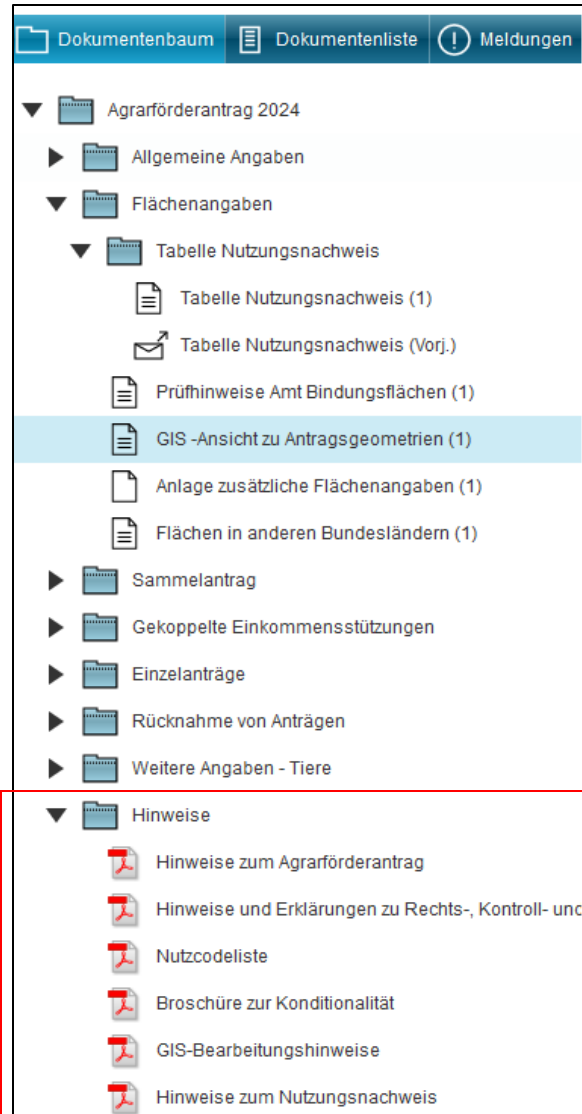 Dokumentenbaum Dokumentenliste Meldungen
Agrarförderantrag 2024
Allgemeine Angaben
Flächenangaben
Tabelle Nutzungsnachweis
Tabelle Nutzungsnachweis (1)
Tabelle Nutzungsnachweis (Vorj.)
Prüfhinweise Amt Bindungsflächen (1)
GIS -Ansicht zu Antragsgeometrien (1)
Anlage zusätzliche Flächenangaben (1)
Flächen in anderen Bundesländern (1)
Sammelantrag
Gekoppelte Einkommensstützungen
Einzelanträge
Rücknahme von Anträgen
Weitere Angaben - Tiere
Hinweise
Hinweise zum Agrarförderantrag
Hinweise und Erklärungen zu Rechts-, Kontroll- und
Nutzcodeliste
Broschüre zur Konditionalität
GIS-Bearbeitungshinweise
Hinweise zum Nutzungsnachweis